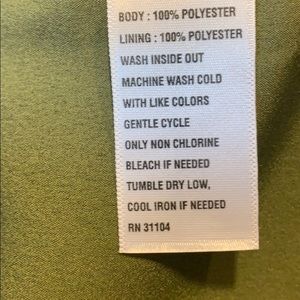 BODY : 100% POLYESTER
LINING : 100% POLYESTER
WASH INSIDE OUT
MACHINE WASH COLD
WITH LIKE COLORS
GENTLE CYCLE
ONLY NON CHLORINE
BLEACH IF NEEDED
TUMBLE DRY LOW,
COOL IRON IF NEEDED
RN 31104